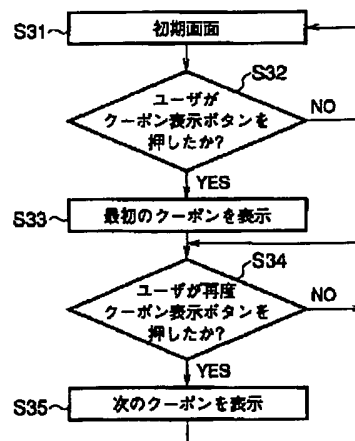 S31
初期画面
S32
ユーザが
クーポン表示ボタンを
押したか?
NO
YES
S33
最初のクーポンを表示
S34
ユーザが再度
クーポン表示ボタンを
押したか?
NO
YES
S35
次のクーポンを表示